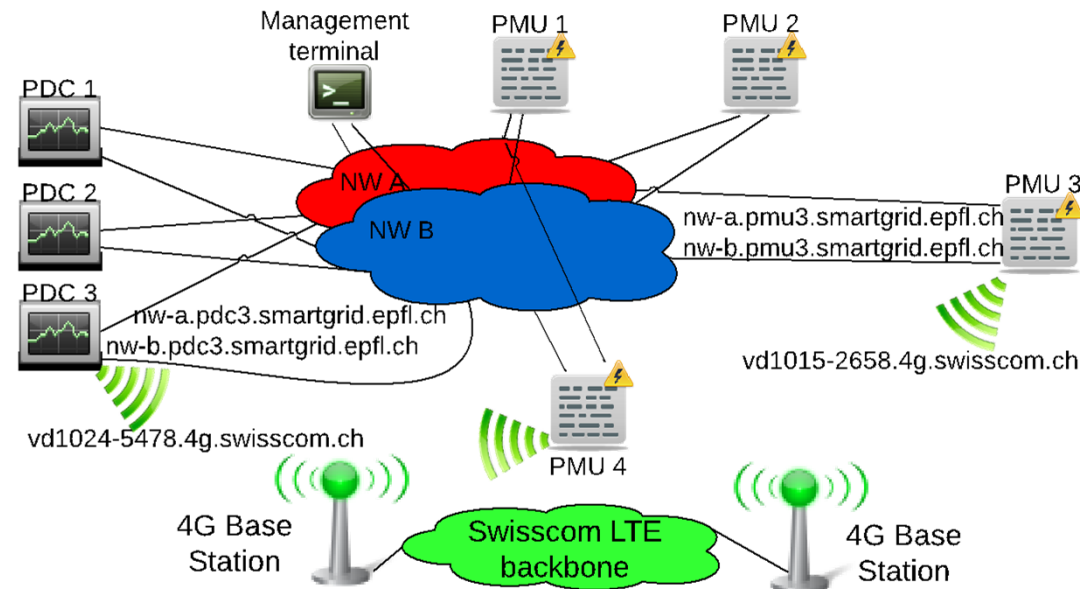 Management
terminal
PMU 1
PMU 2
PDC 1
NW A
PDC 2
PMU 3
nw-a.pmu3.smartgrid.epfl.ch
NW B
nw-b.pmu3.smartgrid.epfl.ch
PDC 3
nw-a.pdc3.smartgrid.epfl.ch
nw-b.pdc3.smartgrid.epfl.ch
vd1015-2658.4g.swisscom.ch
vd1024-5478.4g.swisscom.ch
PMU 4
4G Base
Station
Swisscom LTE
backbone
4G Base
Station